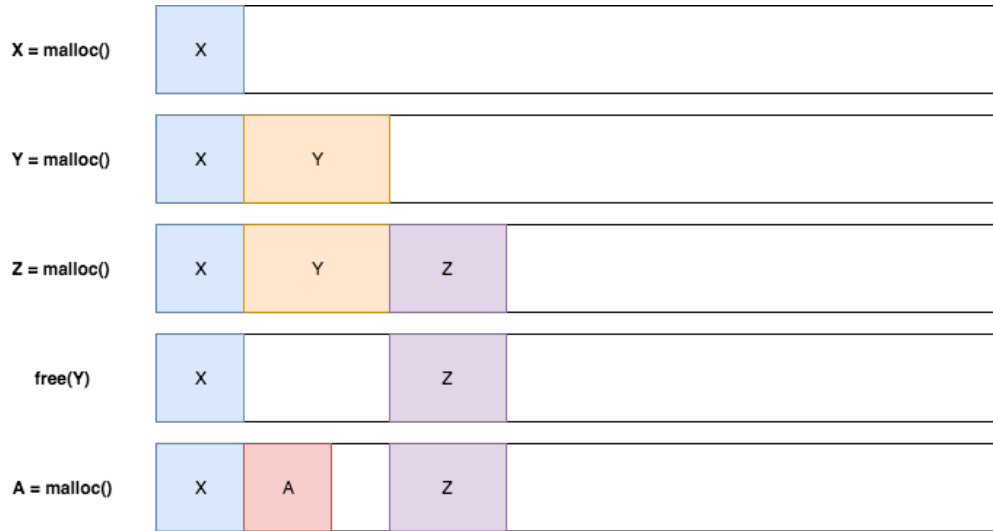 X = malloc() X
Y = malloc() X Y
Z = malloc() X Y Z
free(Y) X Z
A = malloc() X A Z